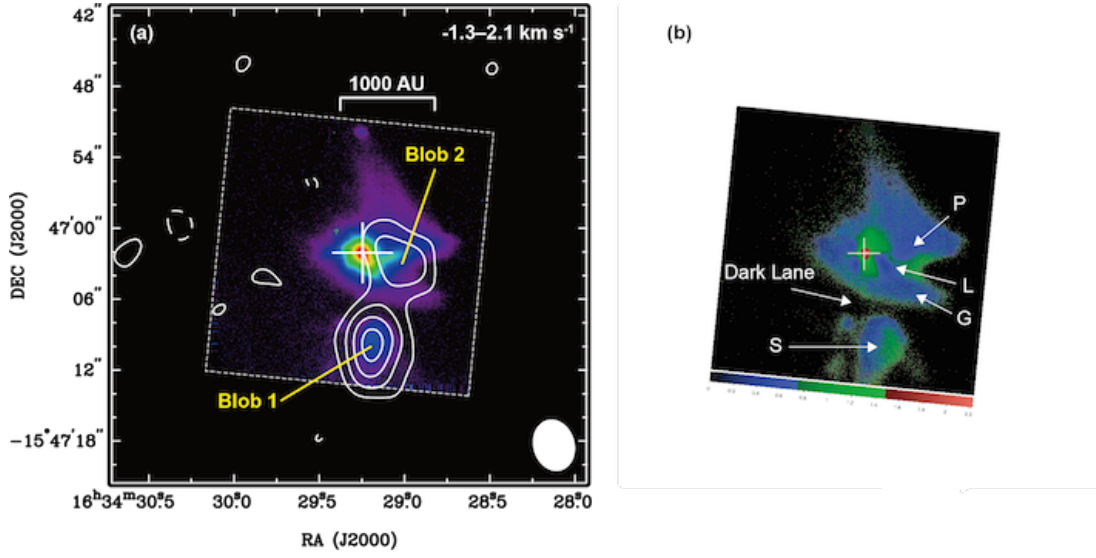 (a)
-1.3–2.1 km s-1
1000 AU
Blob 2
Blob 1
42"
48"
54"
47'00"
06"
12"
−15°47'18"
DEC (J2000)
16h34m30s.5
30s.0
29s.5
29s.0
28s.5
28s.0
RA (J2000)
(b)
P
L
G
Dark Lane
S